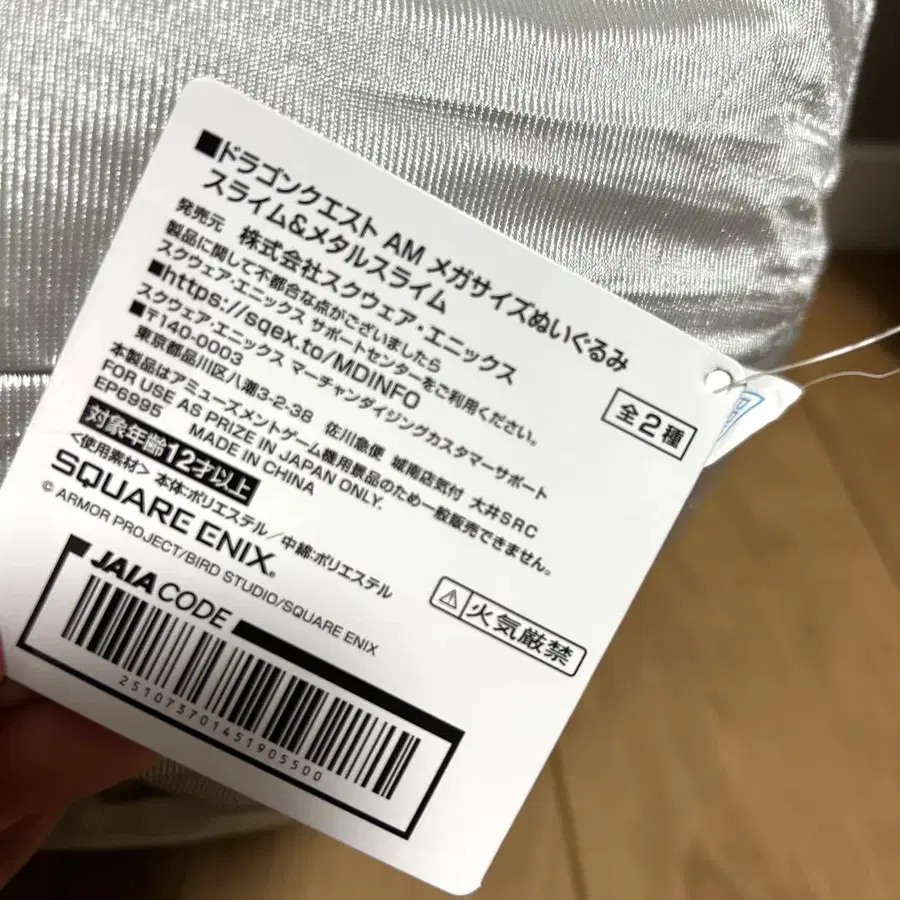 ■ドラゴンクエスト AM メガサイズぬいぐるみ
スライム&メタルスライム
全2種
発売元 株式会社スクウェア・エニックス
製品に関して不都合な点がございましたら
スクウェア・エニックス サポートセンターをご利用ください。
■https://sqex.to/MDINFO
スクウェア・エニックス マーチャンダイジングカスタマーサポート
■〒140-0003
東京都品川区八潮3-2-36 佐川急便 城南店気付 大井SRC
本製品はアミューズメントゲーム機用景品のため一般販売できません。
FOR USE AS PRIZE IN JAPAN ONLY.
EP6995 MADE IN CHINA
対象年齢12才以上
<使用素材> 本体:ポリエステル/中綿:ポリエステル
SQUARE ENIX®
© ARMOR PROJECT/BIRD STUDIO/SQUARE ENIX
⚠火気厳禁
JAIA CODE
251073701451905500